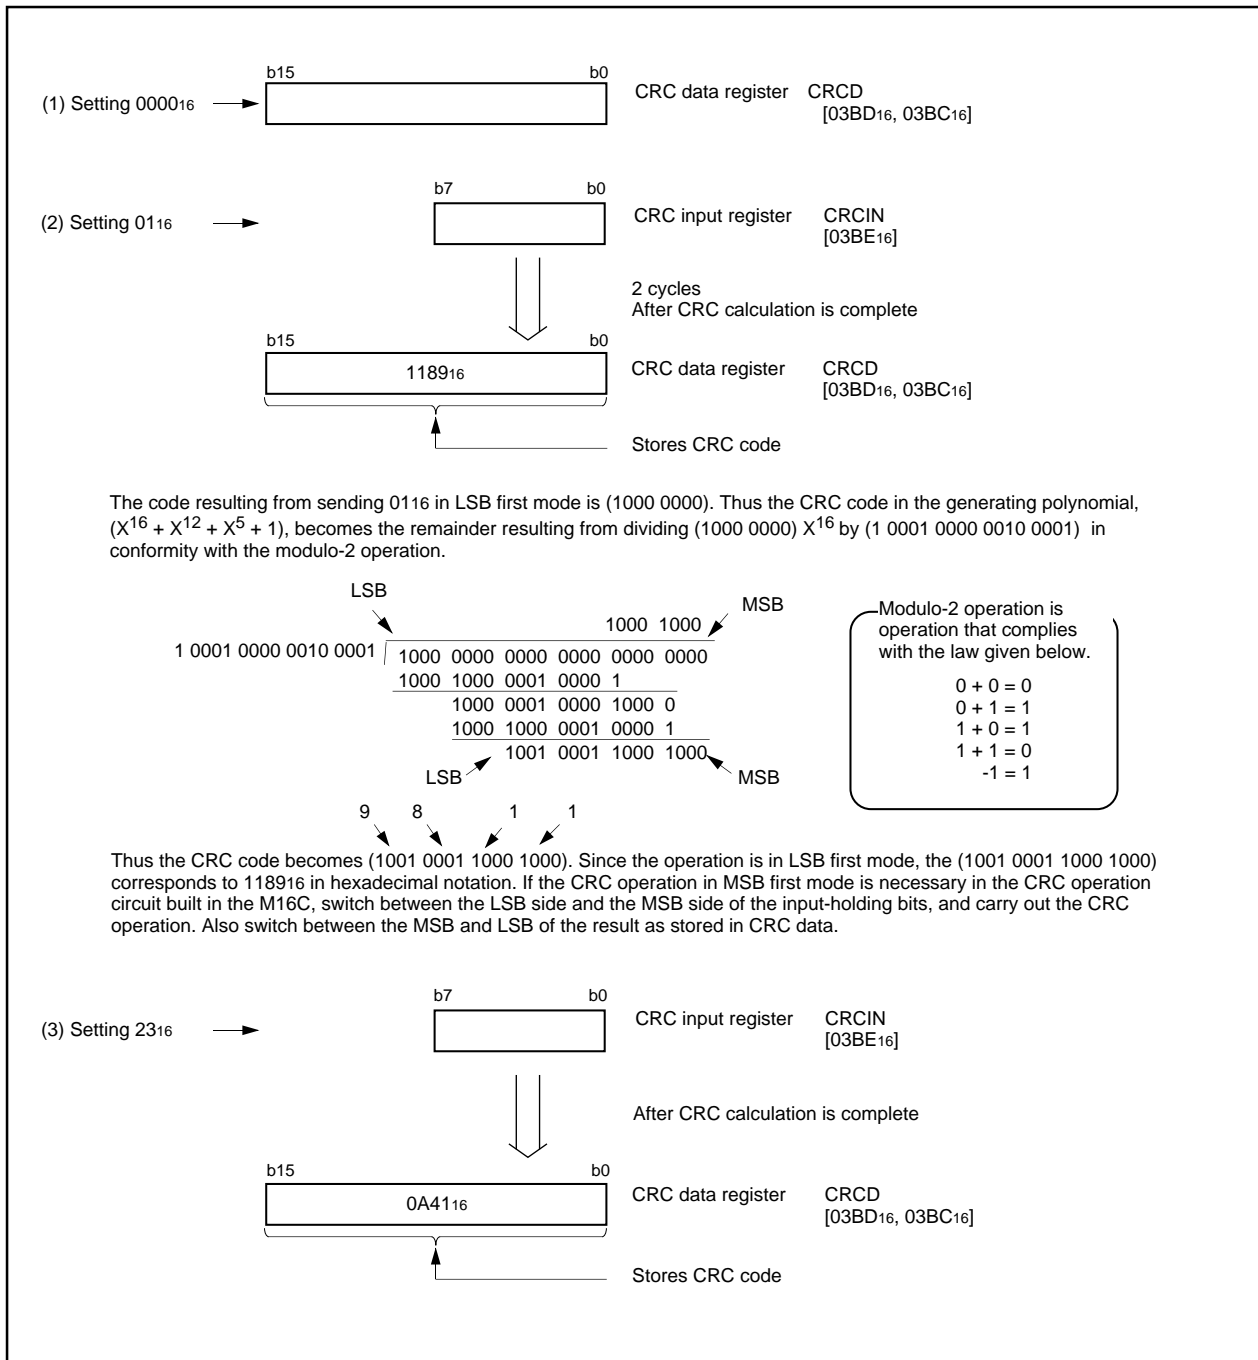 b15 b0
(1) Setting 0000₁₆
CRC data register CRCD
[03BD₁₆, 03BC₁₆]
b7 b0
(2) Setting 01₁₆
CRC input register CRCIN
[03BE₁₆]
2 cycles
After CRC calculation is complete
b15 b0
1189₁₆
CRC data register CRCD
[03BD₁₆, 03BC₁₆]
Stores CRC code
The code resulting from sending 01₁₆ in LSB first mode is (1000 0000). Thus the CRC code in the generating polynomial,
(X¹⁶ + X¹² + X⁵ + 1), becomes the remainder resulting from dividing (1000 0000) X¹⁶ by (1 0001 0000 0010 0001) in
conformity with the modulo-2 operation.
LSB
MSB
1000 1000
1 0001 0000 0010 0001
1000 0000 0000 0000 0000 0000
1000 1000 0001 0000 1
1000 0001 0000 1000 0
1000 1000 0001 0000 1
1001 0001 1000 1000
LSB
MSB
Modulo-2 operation is
operation that complies
with the law given below.
0 + 0 = 0
0 + 1 = 1
1 + 0 = 1
1 + 1 = 0
-1 = 1
9 8 1 1
Thus the CRC code becomes (1001 0001 1000 1000). Since the operation is in LSB first mode, the (1001 0001 1000 1000)
corresponds to 1189₁₆ in hexadecimal notation. If the CRC operation in MSB first mode is necessary in the CRC operation
circuit built in the M16C, switch between the LSB side and the MSB side of the input-holding bits, and carry out the CRC
operation. Also switch between the MSB and LSB of the result as stored in CRC data.
b7 b0
(3) Setting 23₁₆
CRC input register CRCIN
[03BE₁₆]
After CRC calculation is complete
b15 b0
0A41₁₆
CRC data register CRCD
[03BD₁₆, 03BC₁₆]
Stores CRC code